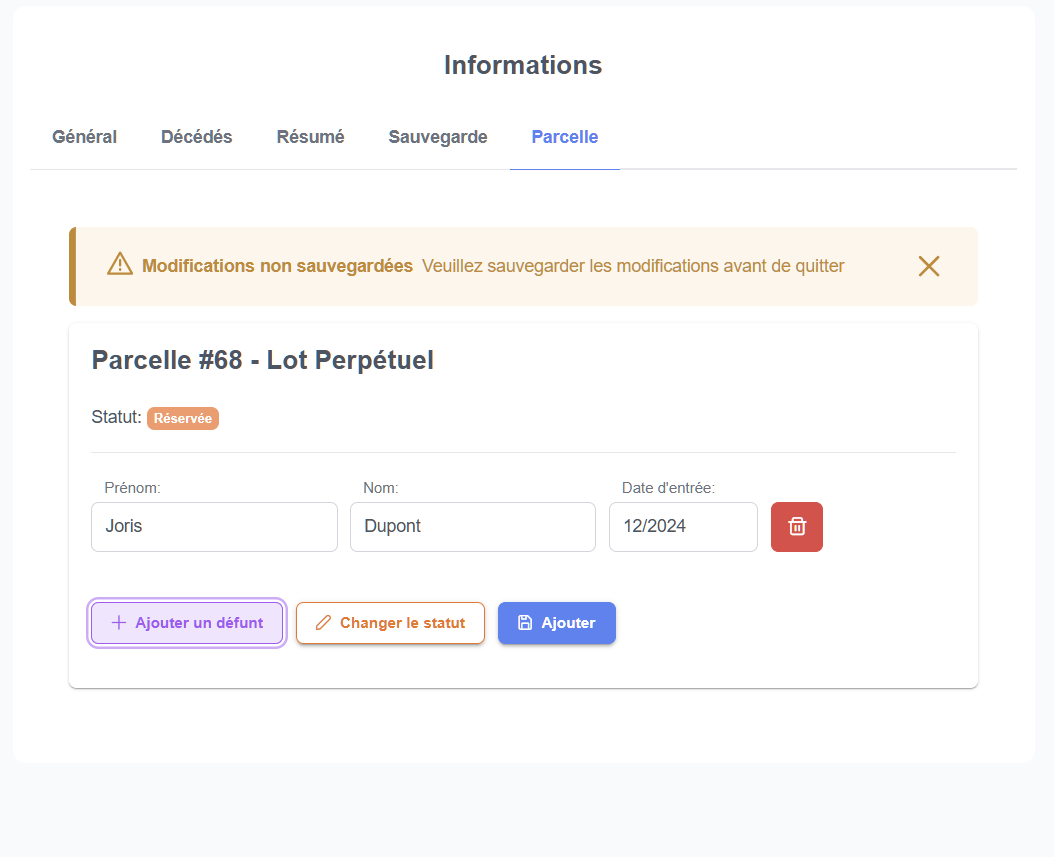 Informations
Général Décédés Résumé Sauvegarde Parcelle
Modifications non sauvegardées Veuillez sauvegarder les modifications avant de quitter
Parcelle #68 - Lot Perpétuel
Statut: Réservée
Prénom: Nom: Date d'entrée:
Joris Dupont 12/2024
Ajouter un défunt Changer le statut Ajouter